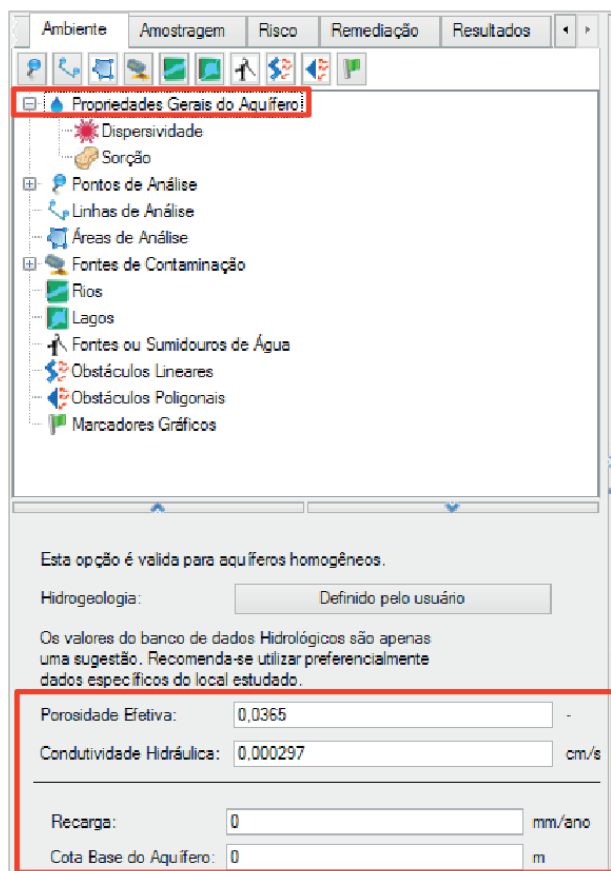 Ambiente Amostragem Risco Remediação Resultados
Propriedades Gerais do Aquífero
Dispersividade
Sorção
Pontos de Análise
Linhas de Análise
Áreas de Análise
Fontes de Contaminação
Rios
Lagos
Fontes ou Sumidouros de Água
Obstáculos Lineares
Obstáculos Poligonais
Marcadores Gráficos
Esta opção é valida para aquíferos homogêneos.
Hidrogeologia: Definido pelo usuário
Os valores do banco de dados Hidrológicos são apenas
uma sugestão. Recomenda-se utilizar preferencialmente
dados específicos do local estudado.
Porosidade Efetiva: 0,0365 -
Condutividade Hidráulica: 0,000297 cm/s
Recarga: 0 mm/ano
Cota Base do Aquífero: 0 m